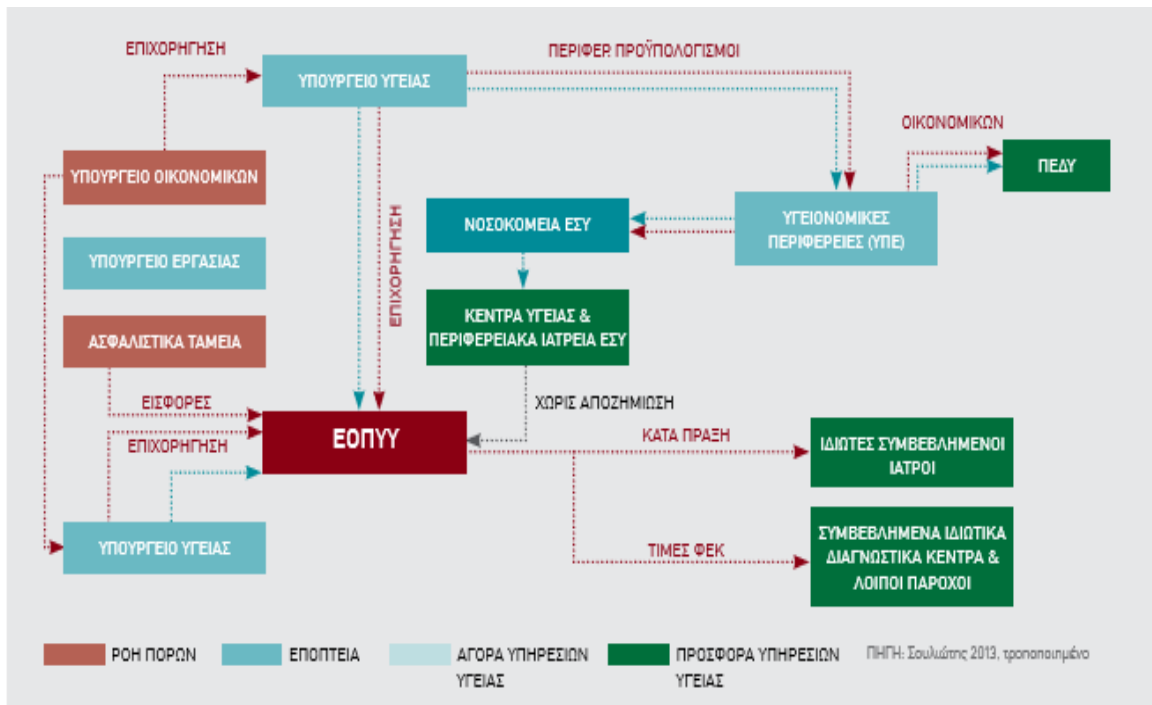 ΕΠΙΧΟΡΗΓΗΣΗ
ΥΠΟΥΡΓΕΙΟ ΥΓΕΙΑΣ
ΠΕΡΙΦΕΡ. ΠΡΟΫΠΟΛΟΓΙΣΜΟΙ
ΟΙΚΟΝΟΜΙΚΩΝ
ΠΕΔΥ
ΥΠΟΥΡΓΕΙΟ ΟΙΚΟΝΟΜΙΚΩΝ
ΝΟΣΟΚΟΜΕΙΑ ΕΣΥ
ΥΓΕΙΟΝΟΜΙΚΕΣ
ΠΕΡΙΦΕΡΕΙΕΣ (ΥΠΕ)
ΥΠΟΥΡΓΕΙΟ ΕΡΓΑΣΙΑΣ
ΕΠΙΧΟΡΗΓΗΣΗ
ΚΕΝΤΡΑ ΥΓΕΙΑΣ &
ΠΕΡΙΦΕΡΕΙΑΚΑ ΙΑΤΡΕΙΑ ΕΣΥ
ΑΣΦΑΛΙΣΤΙΚΑ ΤΑΜΕΙΑ
ΕΙΣΦΟΡΕΣ
ΧΩΡΙΣ ΑΠΟΖΗΜΙΩΣΗ
ΕΠΙΧΟΡΗΓΗΣΗ
ΕΟΠΥΥ
ΚΑΤΑ ΠΡΑΞΗ
ΙΔΙΩΤΕΣ ΣΥΜΒΕΒΛΗΜΕΝΟΙ
ΙΑΤΡΟΙ
ΥΠΟΥΡΓΕΙΟ ΥΓΕΙΑΣ
ΤΙΜΕΣ ΦΕΚ
ΣΥΜΒΕΒΛΗΜΕΝΑ ΙΔΙΩΤΙΚΑ
ΔΙΑΓΝΩΣΤΙΚΑ ΚΕΝΤΡΑ &
ΛΟΙΠΟΙ ΠΑΡΟΧΟΙ
ΡΟΗ ΠΟΡΩΝ
ΕΠΟΠΤΕΙΑ
ΑΓΟΡΑ ΥΠΗΡΕΣΙΩΝ
ΥΓΕΙΑΣ
ΠΡΟΣΦΟΡΑ ΥΠΗΡΕΣΙΩΝ
ΥΓΕΙΑΣ
ΠΗΓΗ: Σουλιώτης 2013, τροποποιημένο